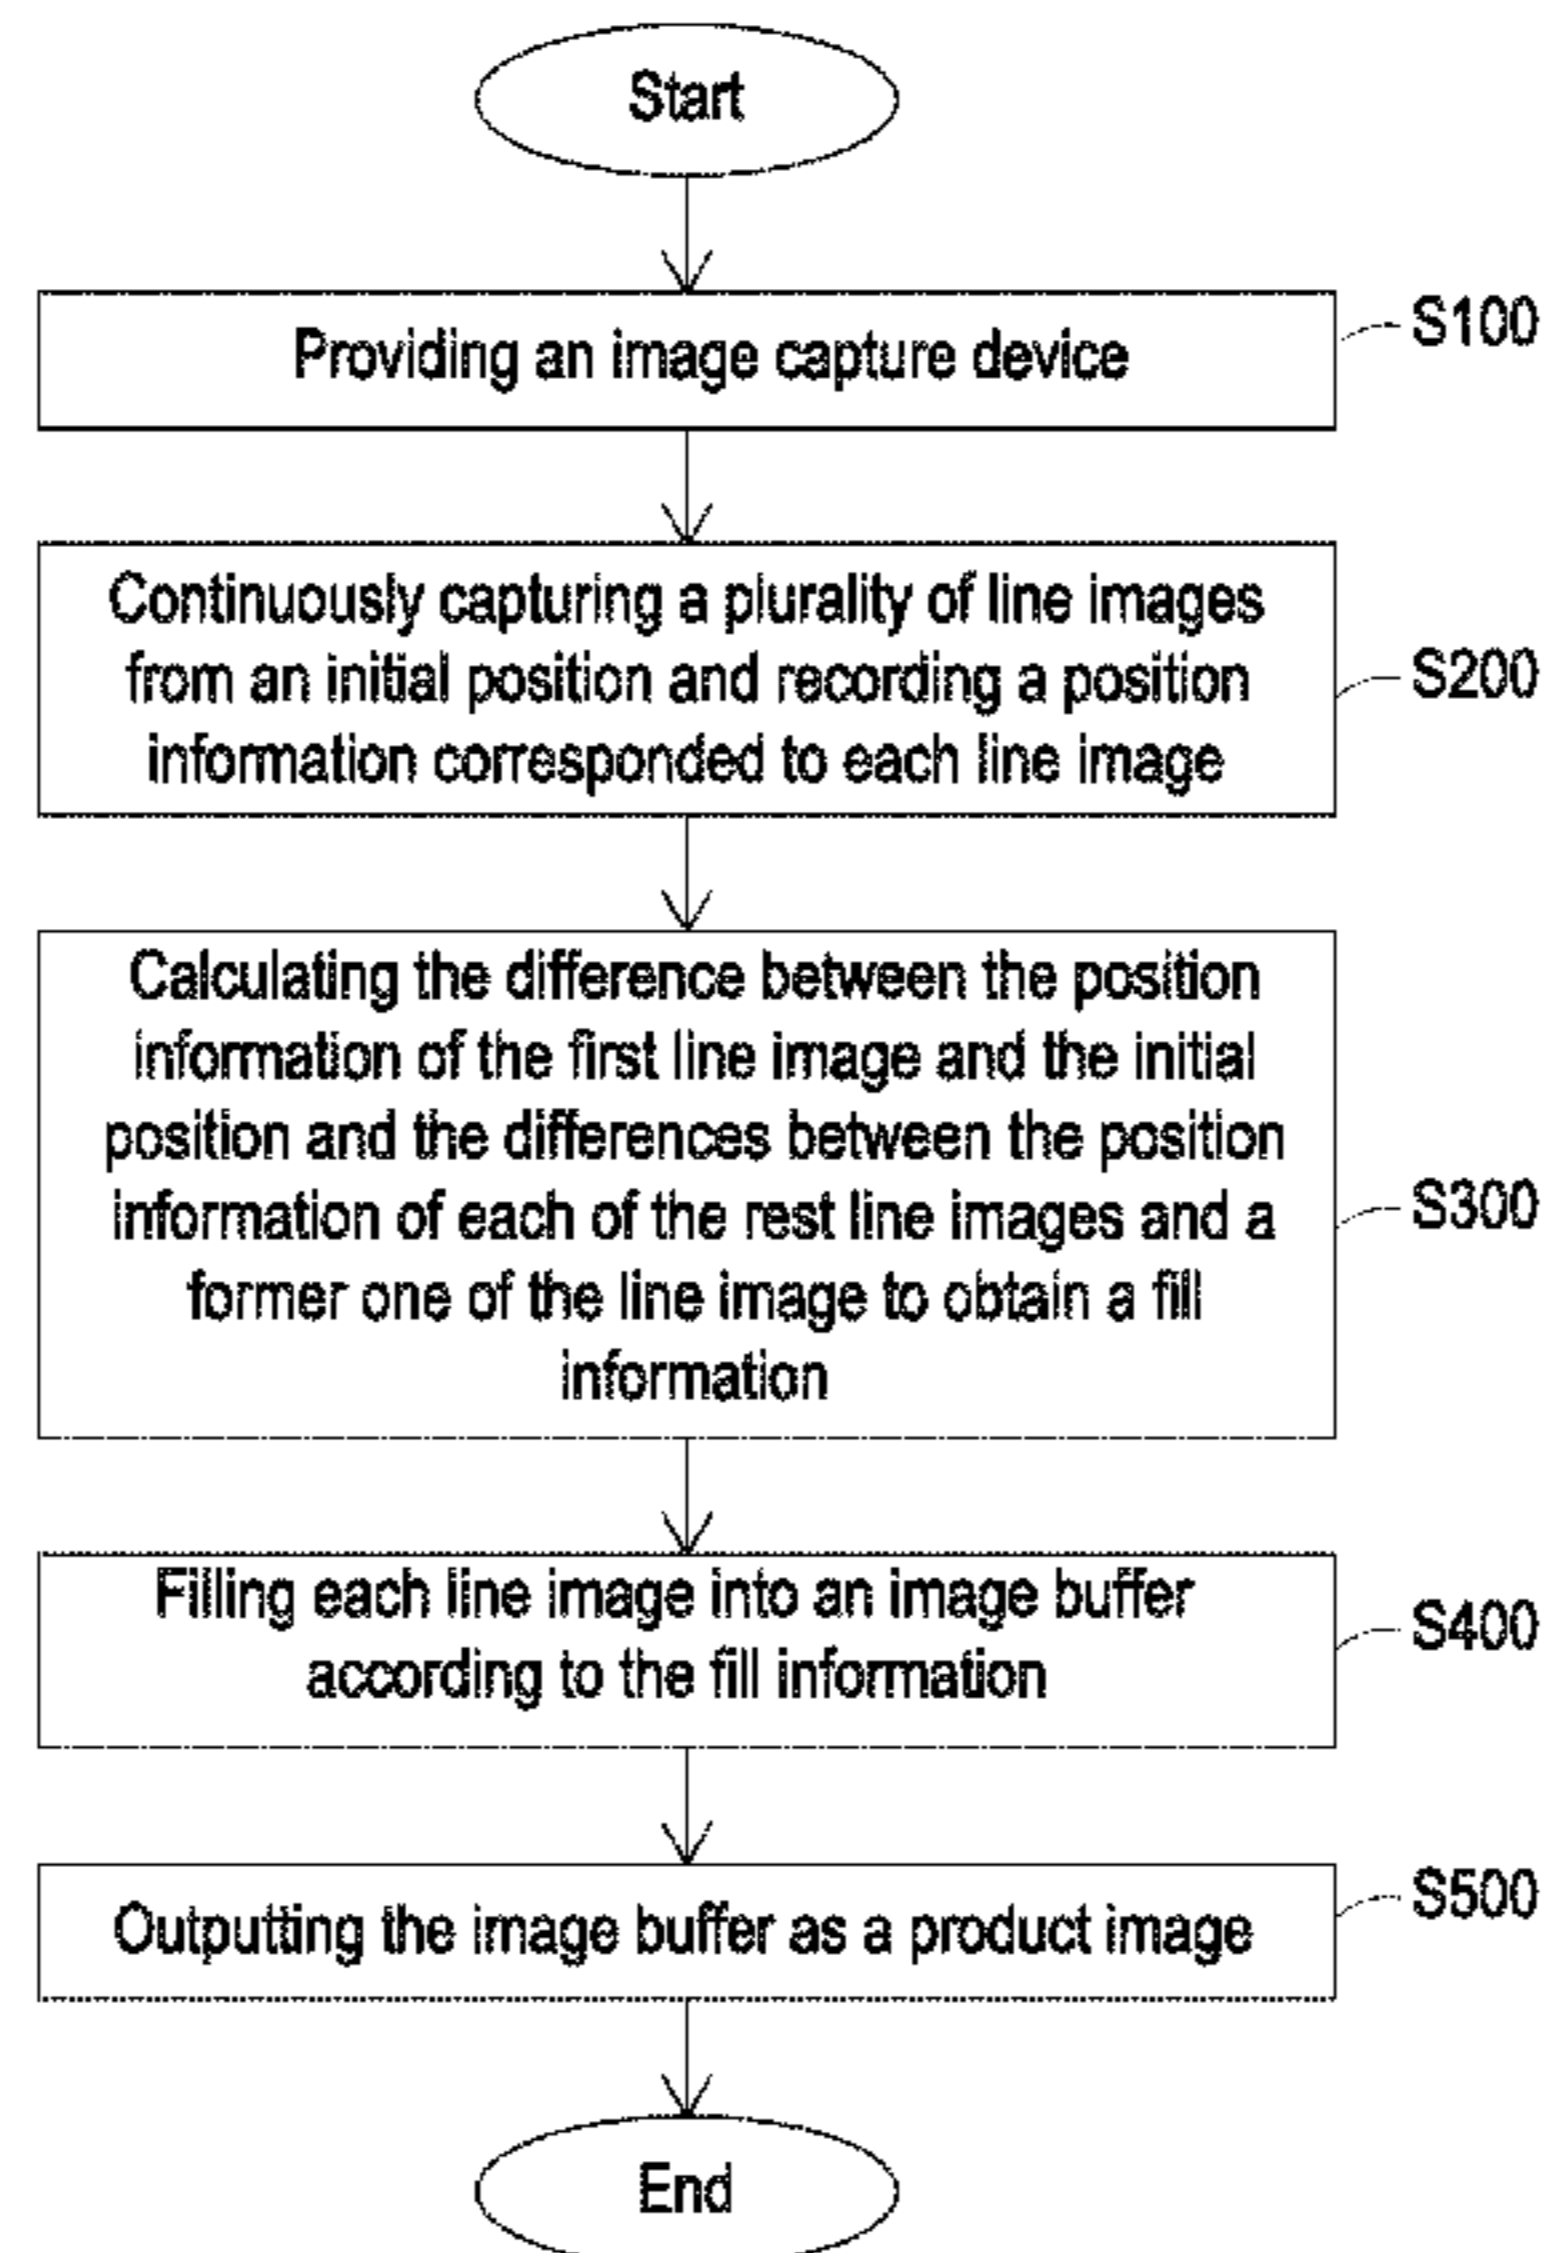 Start
Providing an image capture device
S100
Continuously capturing a plurality of line images
from an initial position and recording a position
information corresponded to each line image
S200
Calculating the difference between the position
information of the first line image and the initial
position and the differences between the position
information of each of the rest line images and a
former one of the line image to obtain a fill
information
S300
Filling each line image into an image buffer
according to the fill information
S400
Outputting the image buffer as a product image
S500
End